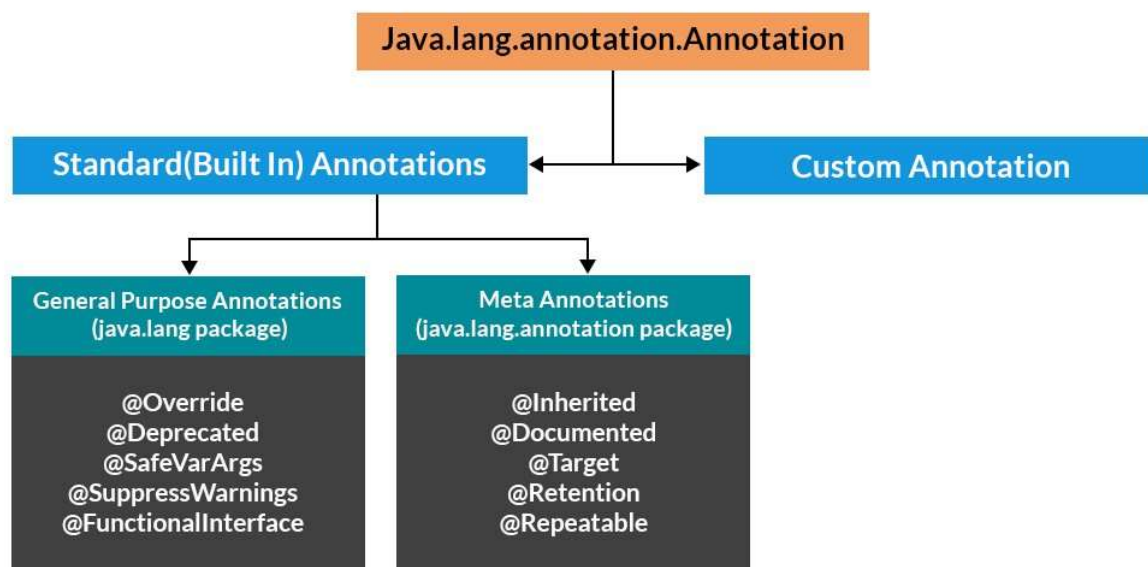 Java.lang.annotation.Annotation
Standard(Built In) Annotations
Custom Annotation
General Purpose Annotations
(java.lang package)
@Override
@Deprecated
@SafeVarArgs
@SuppressWarnings
@FunctionalInterface
Meta Annotations
(java.lang.annotation package)
@Inherited
@Documented
@Target
@Retention
@Repeatable